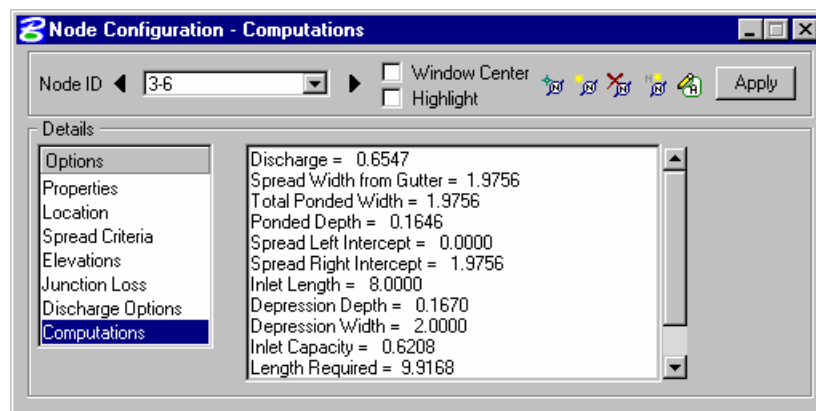 Node Configuration - Computations
Node ID 3-6 Window Center
Highlight
Apply
Details
Options
Properties
Location
Spread Criteria
Elevations
Junction Loss
Discharge Options
Computations
Discharge = 0.6547
Spread Width from Gutter = 1.9756
Total Ponded Width = 1.9756
Ponded Depth = 0.1646
Spread Left Intercept = 0.0000
Spread Right Intercept = 1.9756
Inlet Length = 8.0000
Depression Depth = 0.1670
Depression Width = 2.0000
Inlet Capacity = 0.6208
Length Required = 9.9168